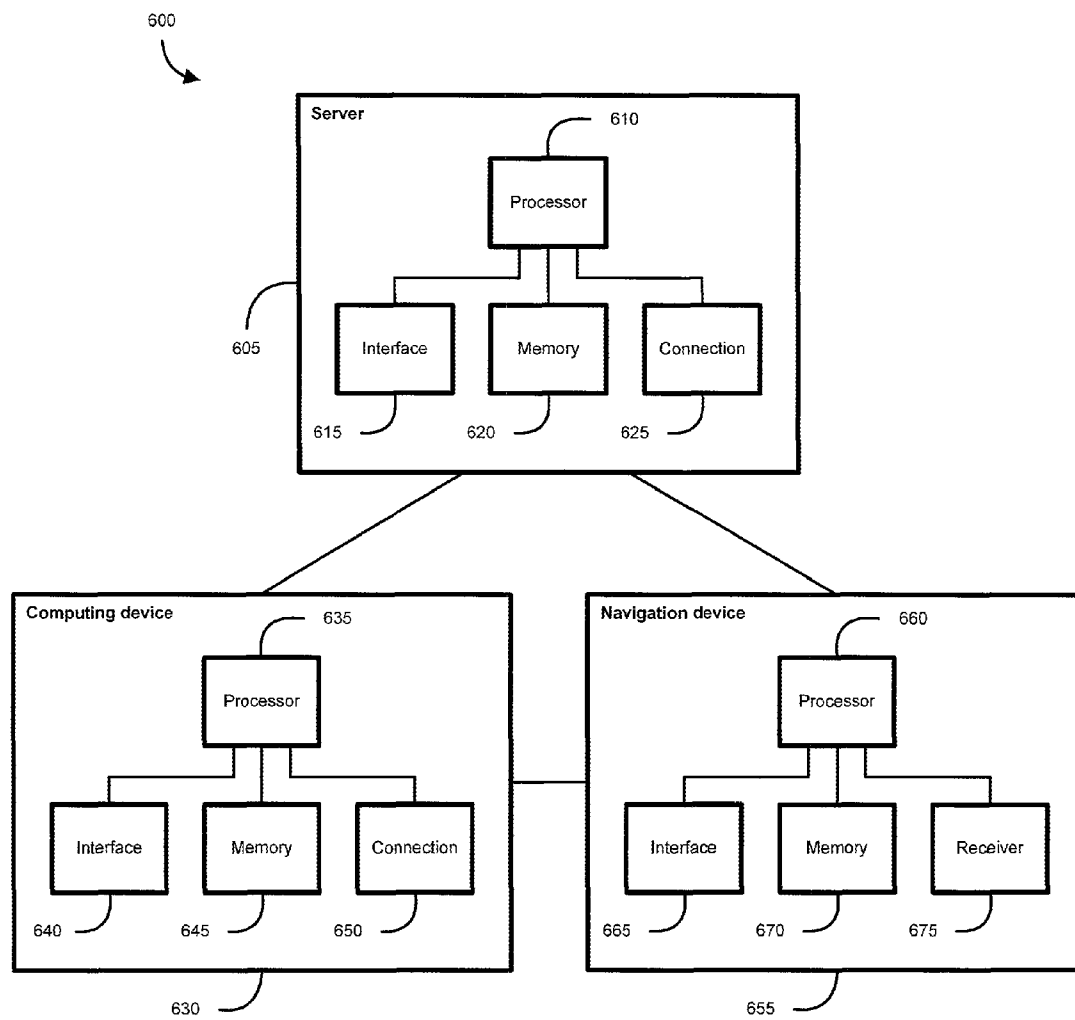 600
Server
610
Processor
605
Interface
Memory
Connection
615
620
625
Computing device
635
Processor
Interface
Memory
Connection
640
645
650
630
Navigation device
660
Processor
Interface
Memory
Receiver
665
670
675
655